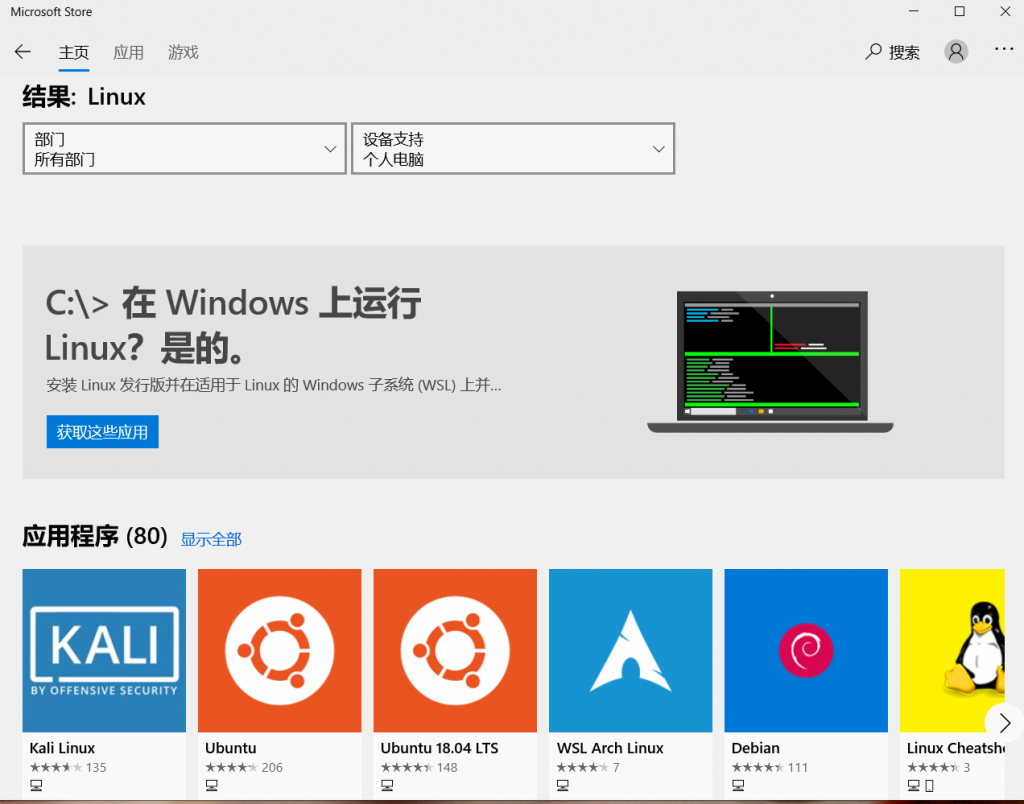 Microsoft Store
主页 应用 游戏 搜索
结果: Linux
部门
所有部门
设备支持
个人电脑
C:\> 在 Windows 上运行
Linux？是的。
安装 Linux 发行版并在适用于 Linux 的 Windows 子系统 (WSL) 上并...
获取这些应用
应用程序 (80) 显示全部
KALI
BY OFFENSIVE SECURITY
Kali Linux
135
Ubuntu
206
Ubuntu 18.04 LTS
148
WSL Arch Linux
7
Debian
111
Linux Cheatshe
3